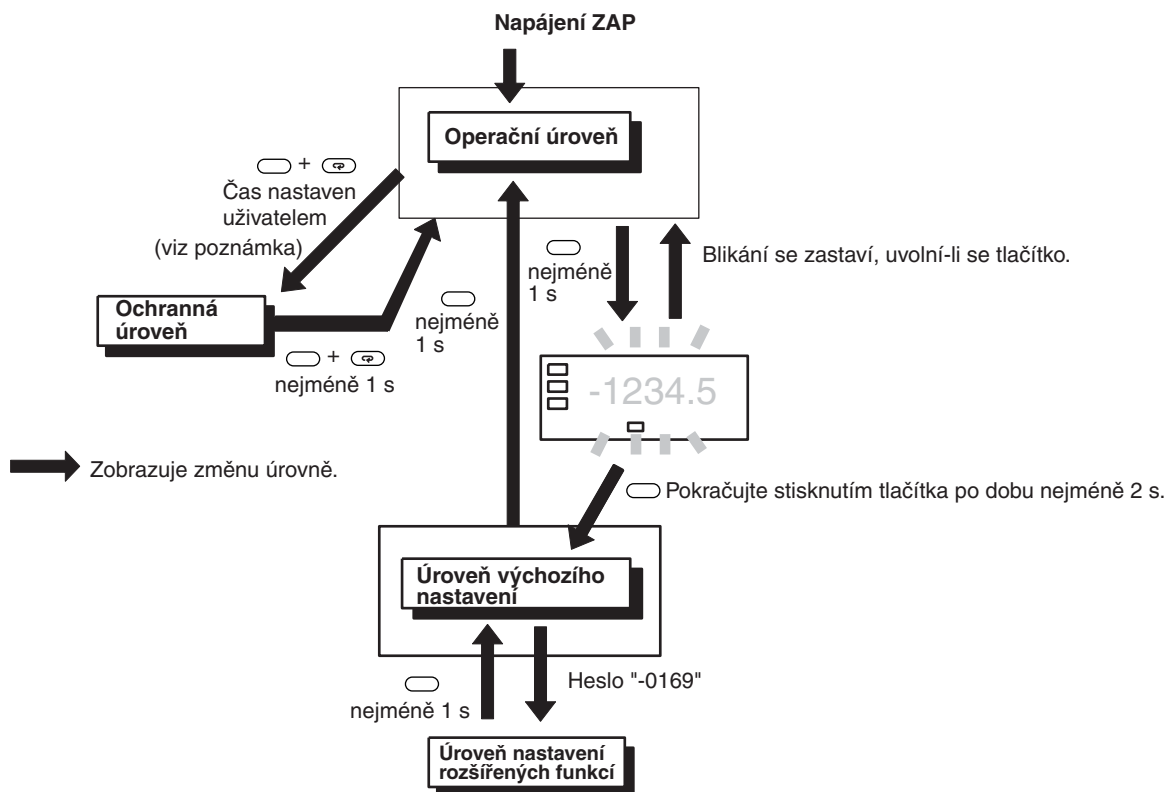 Napájení ZAP
Operační úroveň
+
Čas nastaven
uživatelem
(viz poznámka)
nejméně
1 s
Blikání se zastaví, uvolní-li se tlačítko.
Ochranná
úroveň
nejméně
1 s
+
nejméně 1 s
-1234.5
Zobrazuje změnu úrovně.
Pokračujte stisknutím tlačítka po dobu nejméně 2 s.
Úroveň výchozího
nastavení
Heslo "-0169"
nejméně 1 s
Úroveň nastavení
rozšířených funkcí